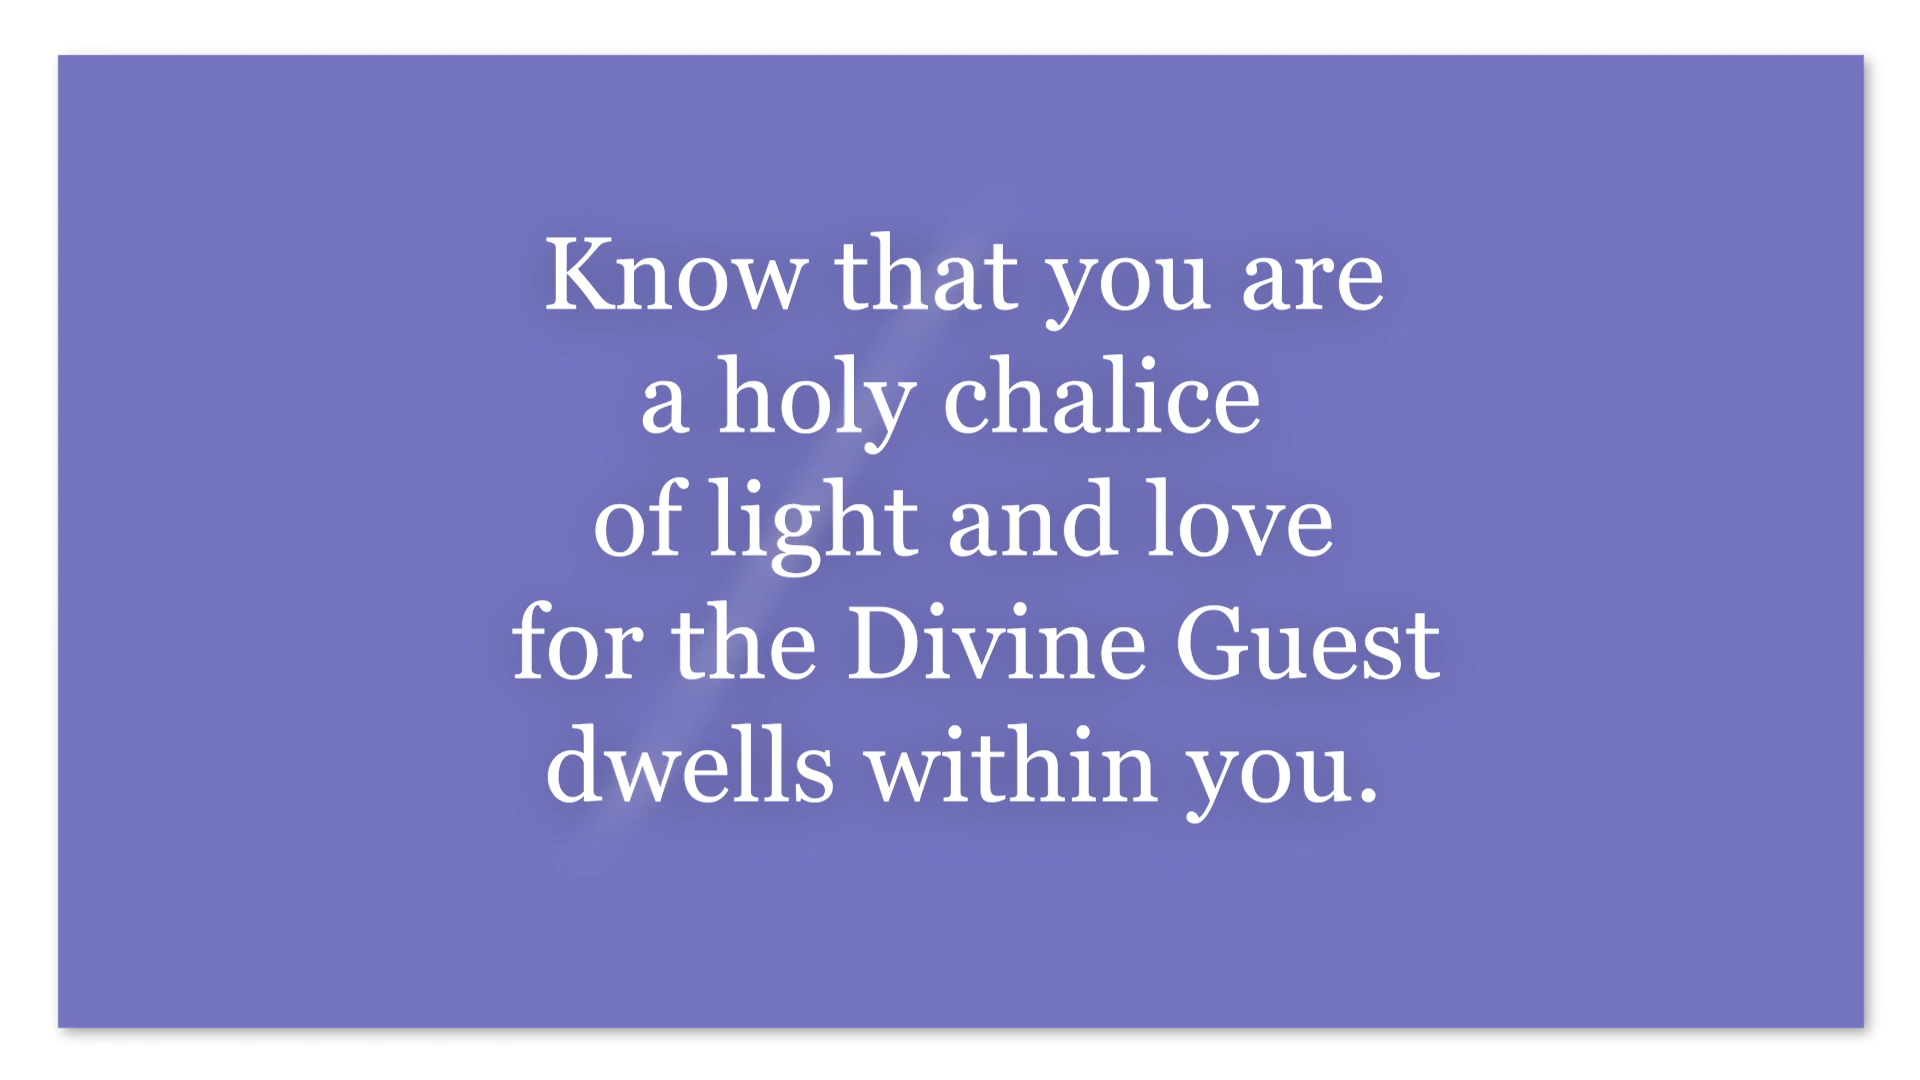 Know that you are
a holy chalice
of light and love
for the Divine Guest
dwells within you.